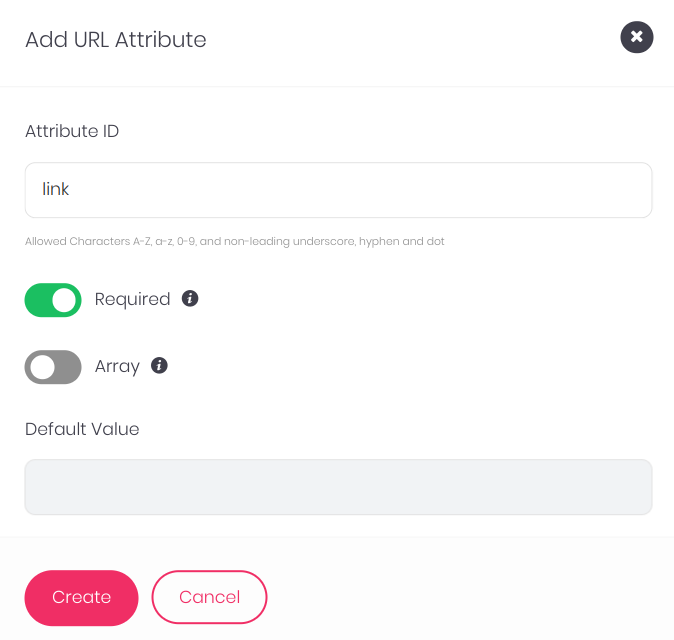 Add URL Attribute
Attribute ID
link
Allowed Characters A-Z, a-z, 0-9, and non-leading underscore, hyphen and dot
Required
Array
Default Value
Create Cancel